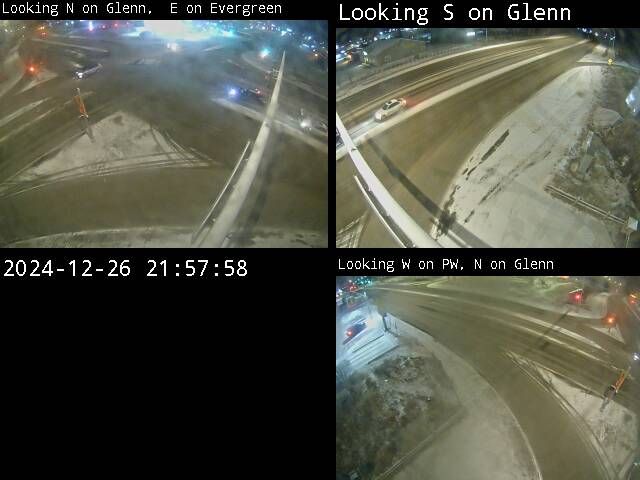 Looking N on Glenn,  E on Evergreen
Looking S on Glenn
2024-12-26 21:57:58
Looking W on PW, N on Glenn